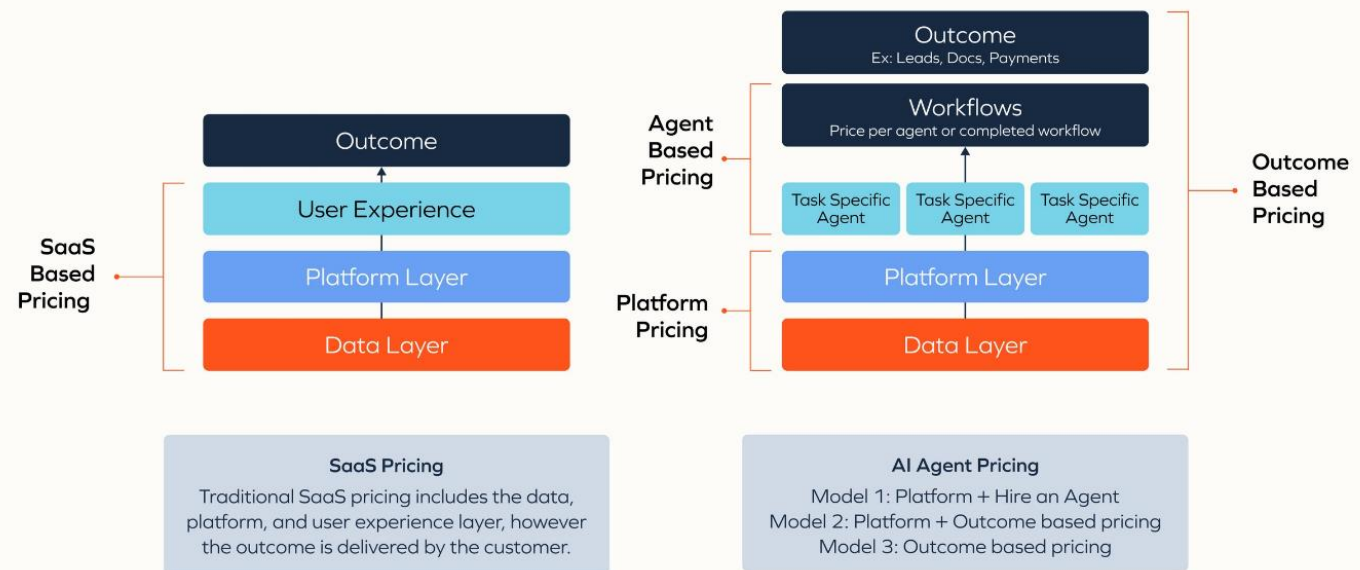 Outcome
User Experience
Platform Layer
Data Layer
SaaS
Based
Pricing
SaaS Pricing
Traditional SaaS pricing includes the data,
platform, and user experience layer, however
the outcome is delivered by the customer.
Outcome
Ex: Leads, Docs, Payments
Workflows
Price per agent or completed workflow
Agent
Based
Pricing
Task Specific
Agent
Task Specific
Agent
Task Specific
Agent
Platform Layer
Data Layer
Platform
Pricing
Outcome
Based
Pricing
AI Agent Pricing
Model 1: Platform + Hire an Agent
Model 2: Platform + Outcome based pricing
Model 3: Outcome based pricing